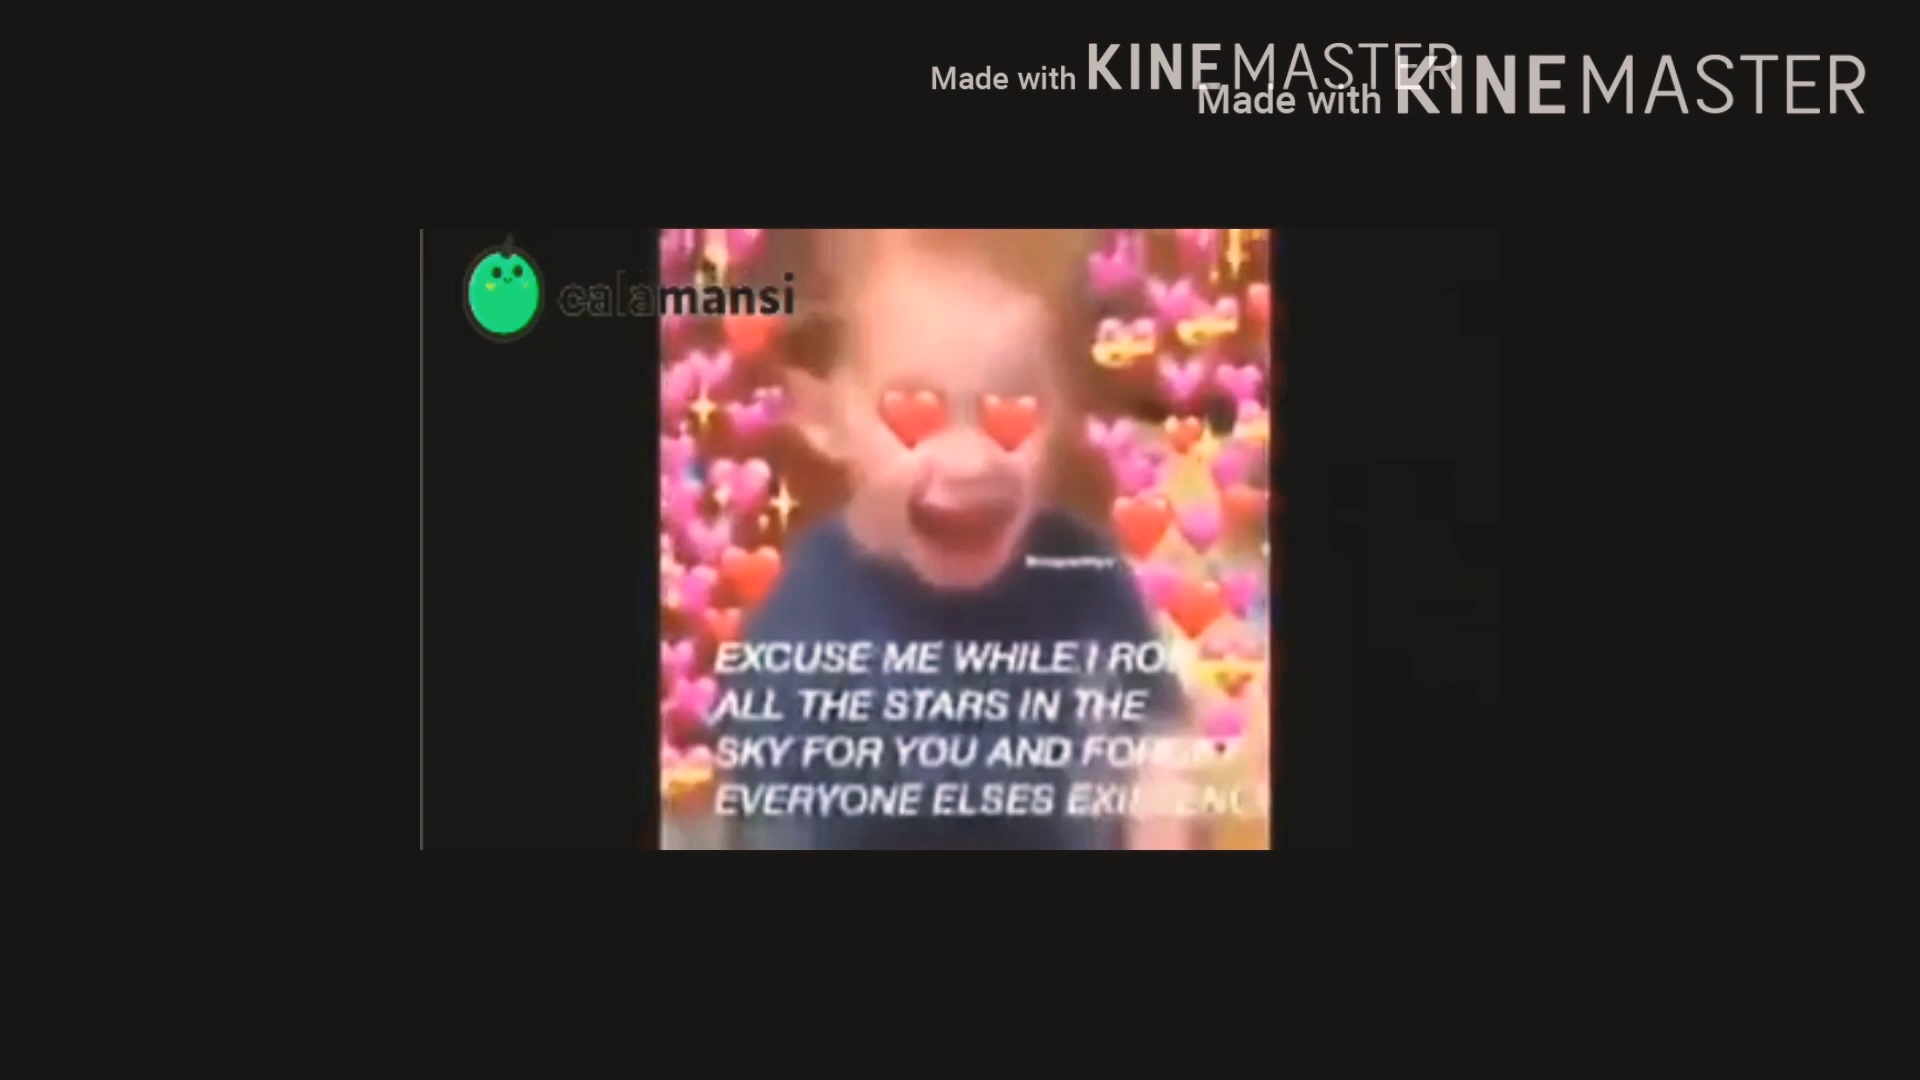 Made with KINEMASTER
Made with KINEMASTER
calamansi
EXCUSE ME WHILE I
ALL THE STARS IN THE
SKY FOR YOU AND
EVERYONE ELSES